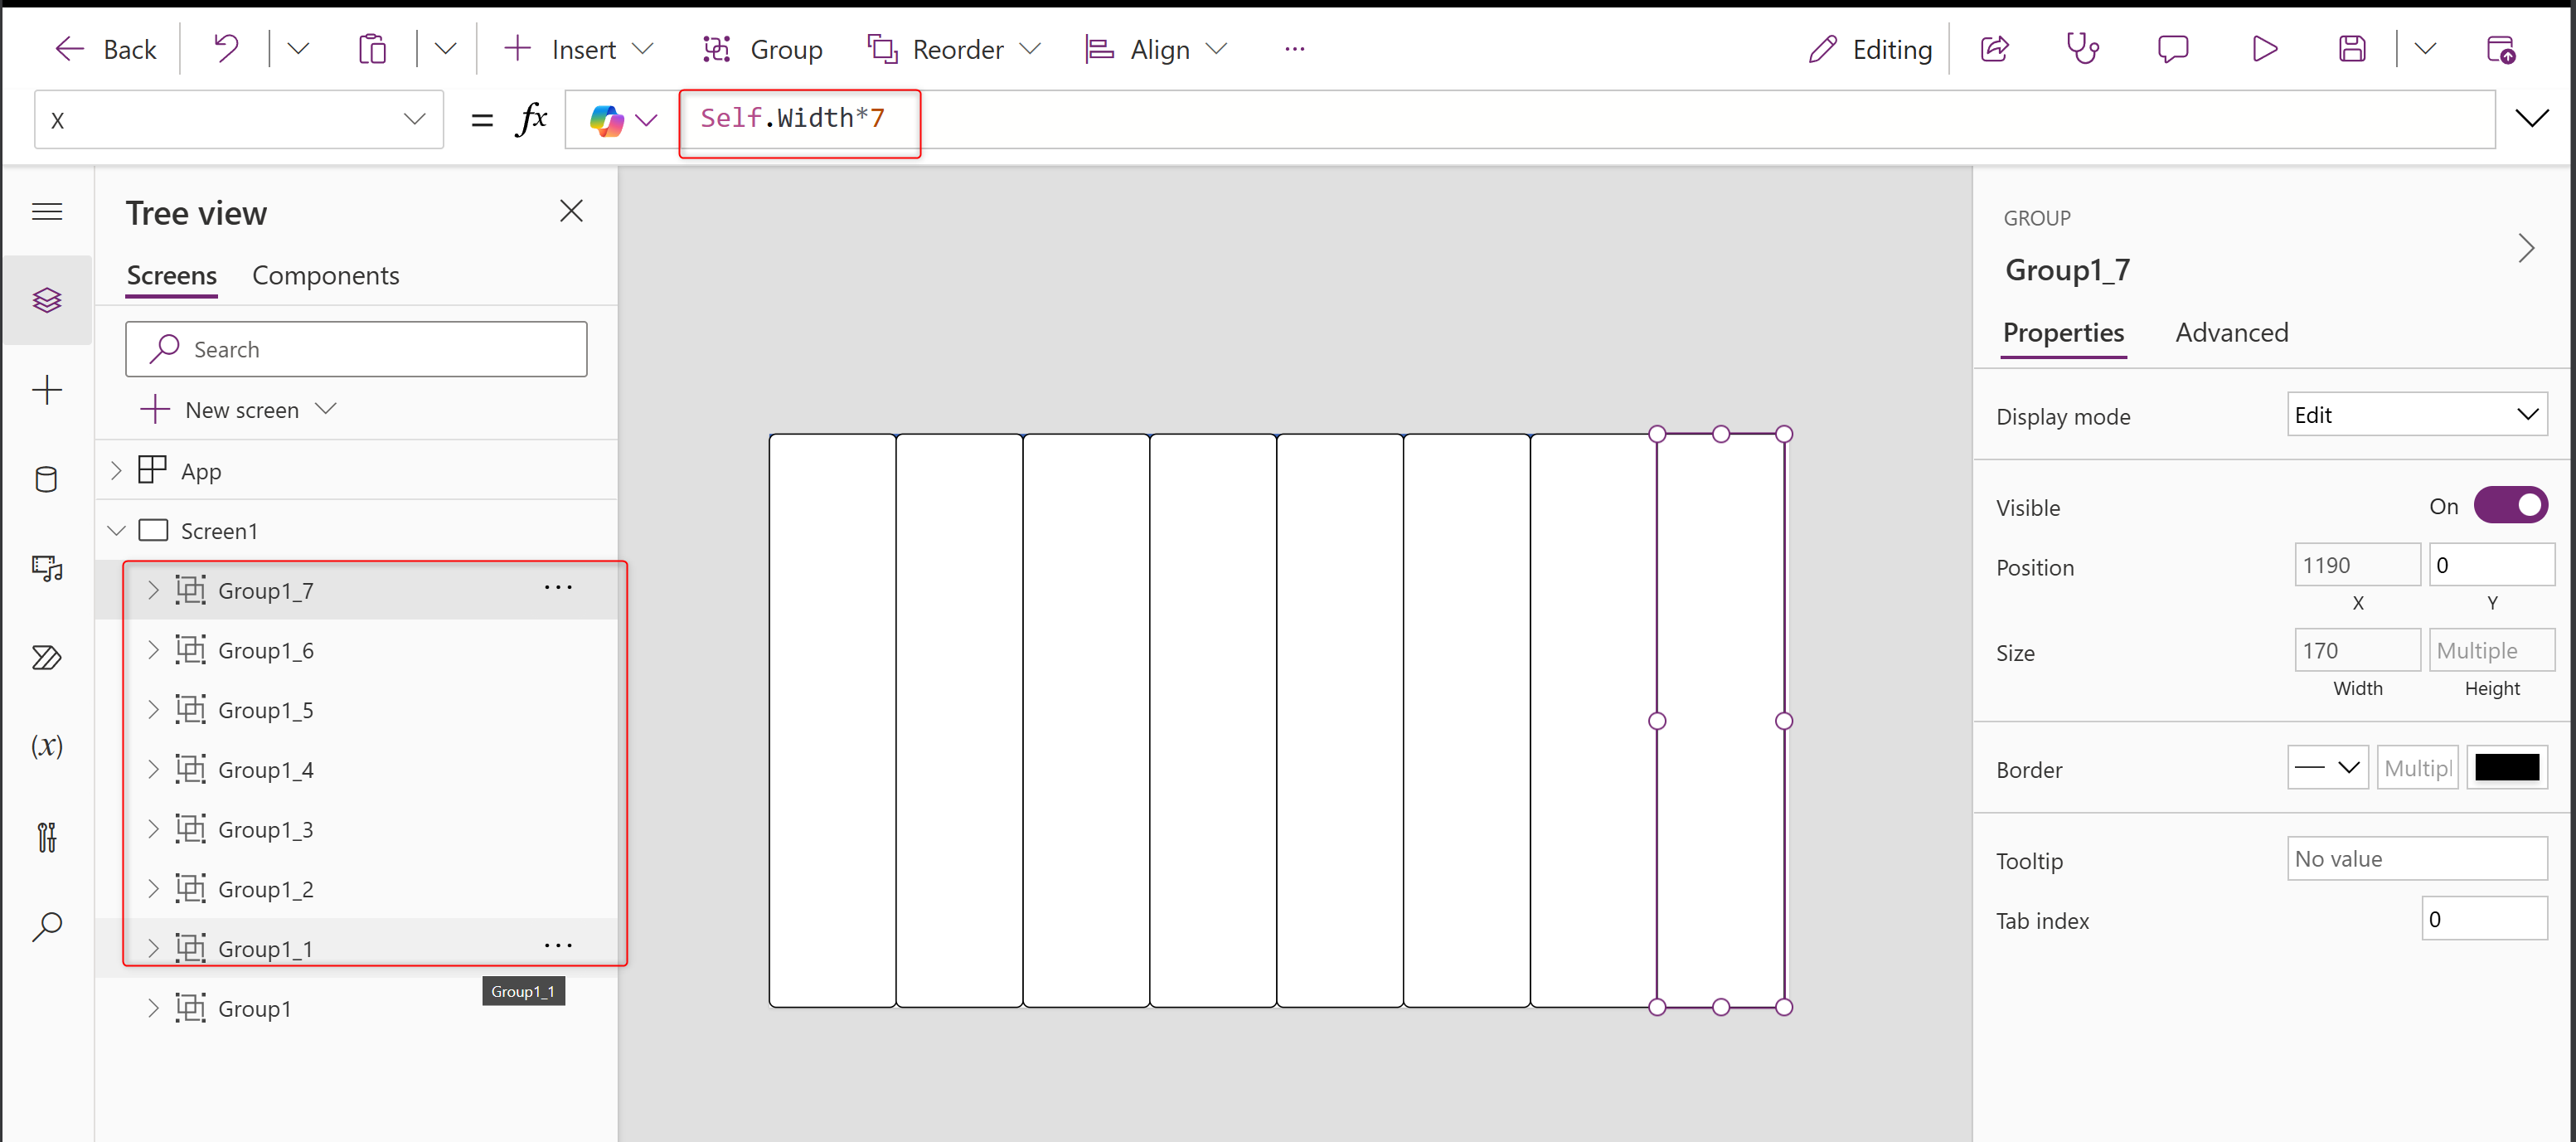 Back
Insert
Group
Reorder
Align
...
Editing
X
= fx
Self.Width*7
Tree view
Screens Components
Search
New screen
App
Screen1
Group1_7 ...
Group1_6
Group1_5
Group1_4
Group1_3
Group1_2
Group1_1 ...
Group1_1
Group1
(x)
GROUP
Group1_7
Properties Advanced
Display mode Edit
Visible On
Position 1190 0
X Y
Size 170 Multiple
Width Height
Border Multipl
Tooltip No value
Tab index 0